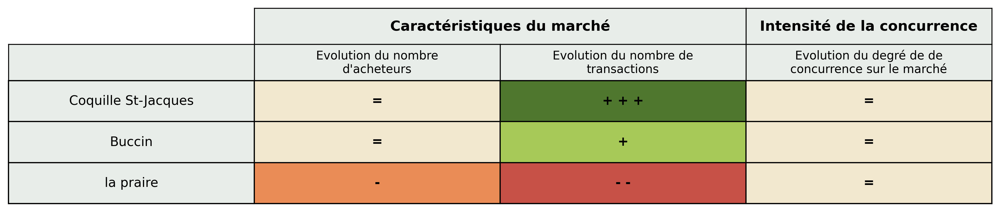 Caractéristiques du marché
Intensité de la concurrence
Evolution du nombre
d'acheteurs
Evolution du nombre de
transactions
Evolution du degré de de
concurrence sur le marché
Coquille St-Jacques
=
+ + +
=
Buccin
=
+
=
la praire
-
- -
=